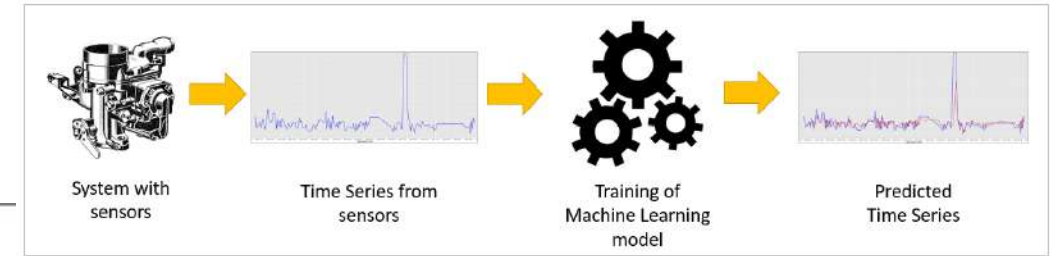 System with
sensors
Time Series from
sensors
Training of
Machine Learning
model
Predicted
Time Series